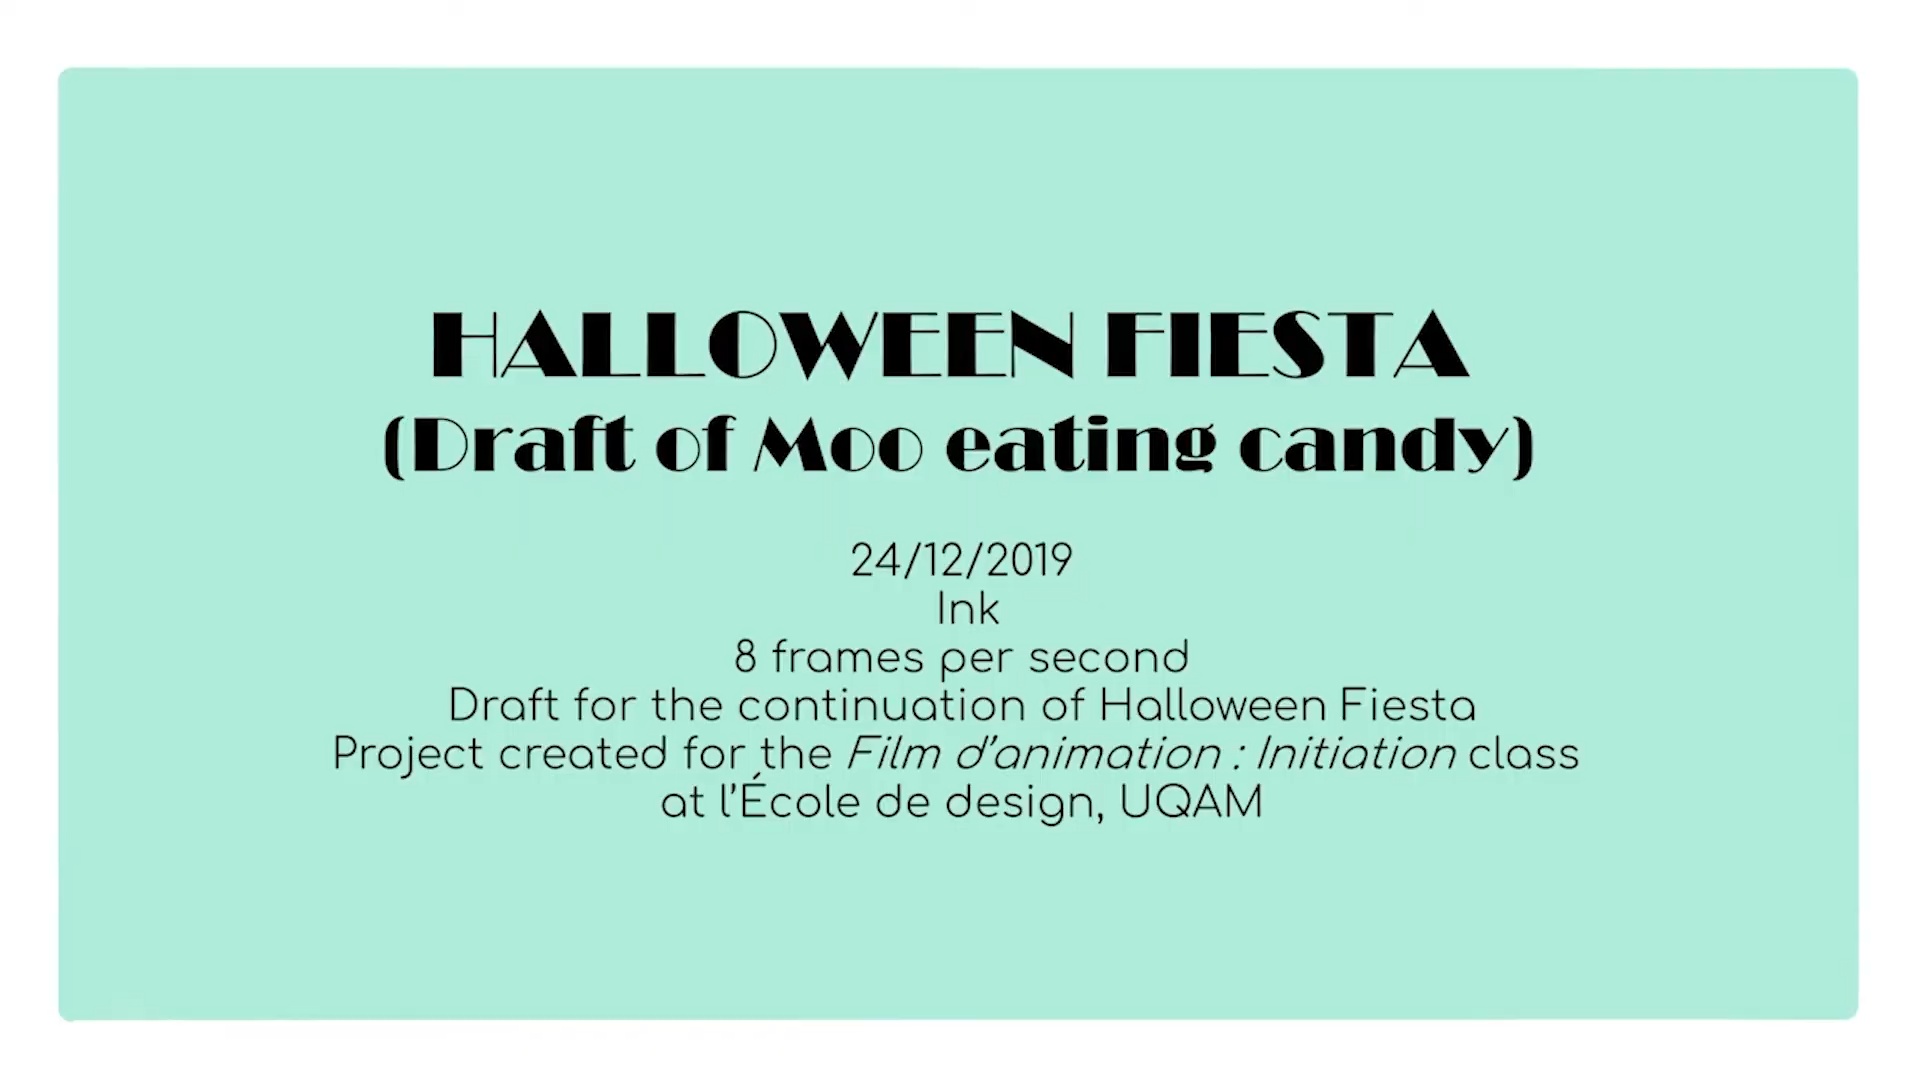 HALLOWEEN FIESTA
(Draft of Moo eating candy)
24/12/2019
Ink
8 frames per second
Draft for the continuation of Halloween Fiesta
Project created for the Film d’animation : Initiation class
at l’École de design, UQAM